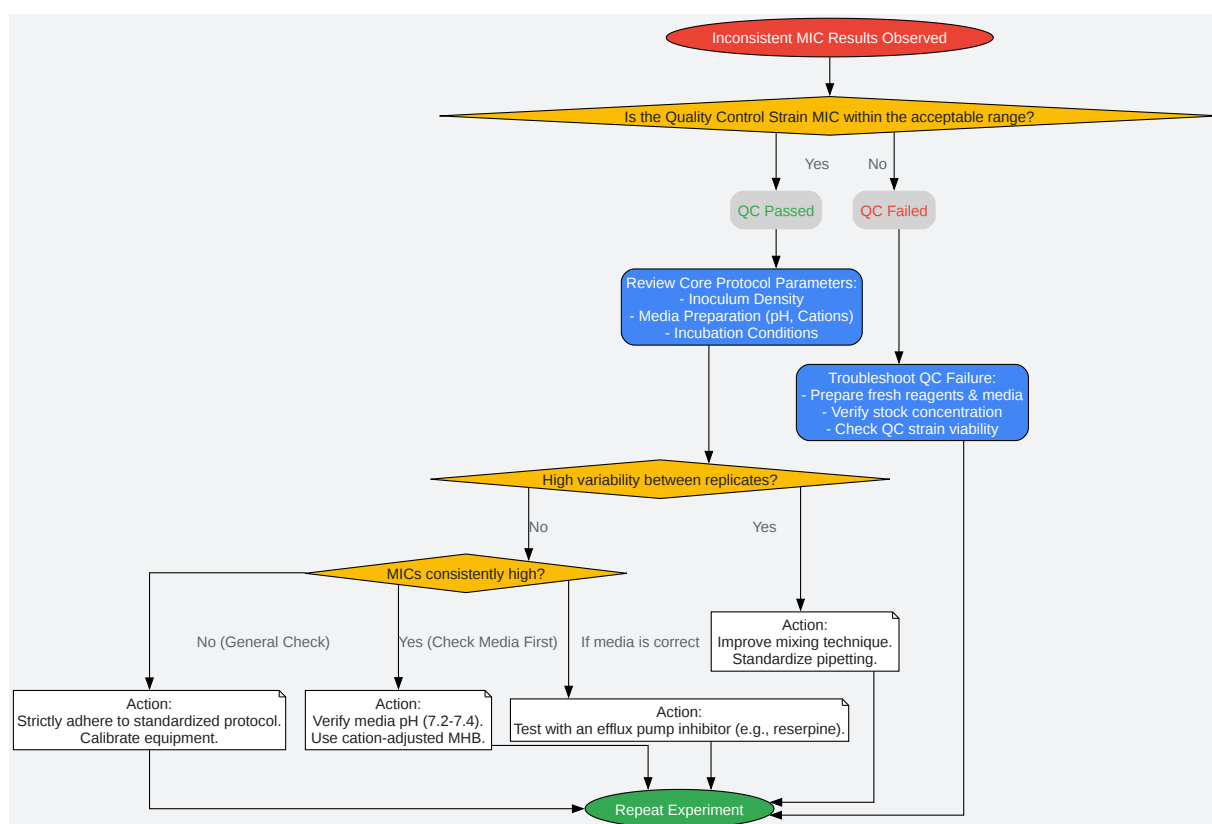 Inconsistent MIC Results Observed
Is the Quality Control Strain MIC within the acceptable range?
Yes
No
QC Passed
QC Failed
Review Core Protocol Parameters:
- Inoculum Density
- Media Preparation (pH, Cations)
- Incubation Conditions
Troubleshoot QC Failure:
- Prepare fresh reagents & media
- Verify stock concentration
- Check QC strain viability
High variability between replicates?
No
Yes
MICs consistently high?
No (General Check)
Yes (Check Media First)
If media is correct
Action:
Improve mixing technique.
Standardize pipetting.
Action:
Strictly adhere to standardized protocol.
Calibrate equipment.
Action:
Verify media pH (7.2-7.4).
Use cation-adjusted MHB.
Action:
Test with an efflux pump inhibitor (e.g., reserpine).
Repeat Experiment